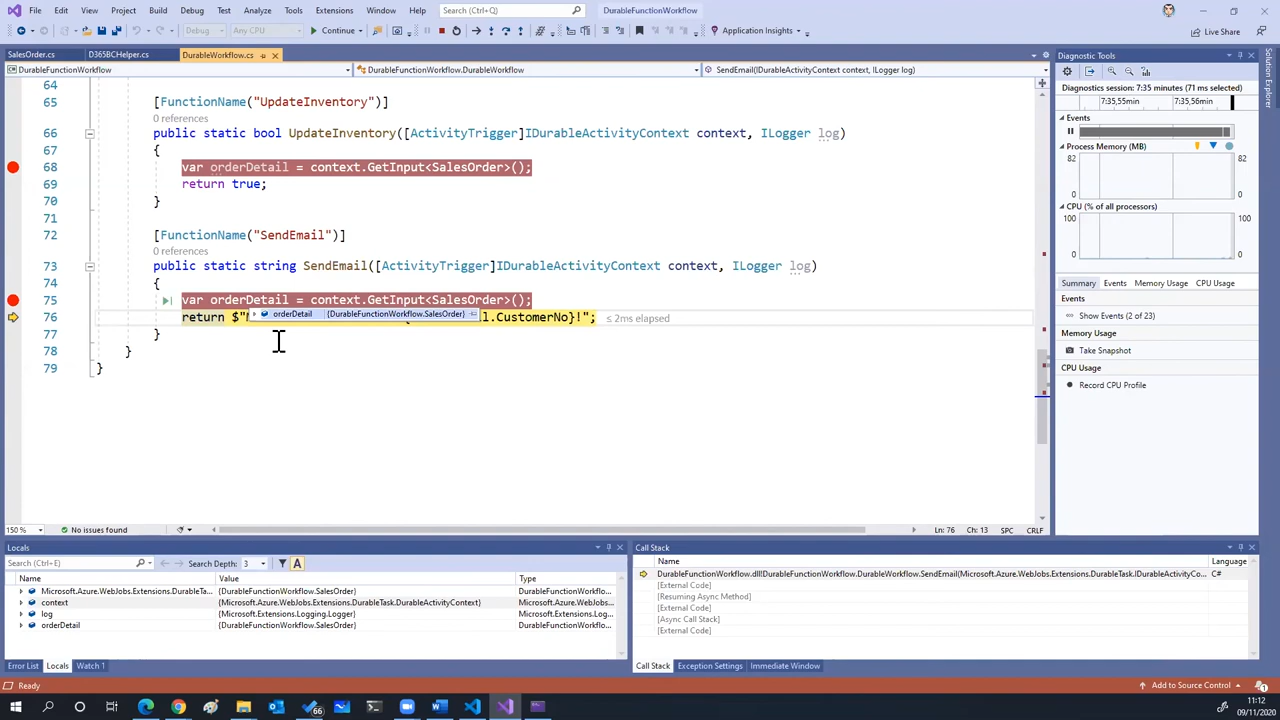 File Edit View Project Build Debug Test Analyze Tools Extensions Window Help Search (Ctrl+Q) DurableFunctionWorkflow
Debug Any CPU Continue Application Insights Live Share
SalesOrder.cs D365BCHelper.cs DurableWorkflow.cs
DurableFunctionWorkflow DurableFunctionWorkflow.DurableWorkflow SendEmail(IDurableActivityContext context, ILogger log)
64
65 [FunctionName("UpdateInventory")]
0 references
66 public static bool UpdateInventory([ActivityTrigger]IDurableActivityContext context, ILogger log)
67 {
68 var orderDetail = context.GetInput<SalesOrder>();
69 return true;
70 }
71
72 [FunctionName("SendEmail")]
0 references
73 public static string SendEmail([ActivityTrigger]IDurableActivityContext context, ILogger log)
74 {
75 var orderDetail = context.GetInput<SalesOrder>();
76 return $" orderDetail {DurableFunctionWorkflow.SalesOrder} l.CustomerNo}!"; ≤ 2ms elapsed
77 }
78 }
79 }
150 % No issues found Ln: 76 Ch: 13 SPC CRLF
Diagnostic Tools
Diagnostics session: 7:35 minutes (71 ms selected)
7:35,55min 7:35,56min
Events
Process Memory (MB)
82 82
0 0
CPU (% of all processors)
100 100
0 0
Summary Events Memory Usage CPU Usage
Events
Show Events (2 of 23)
Memory Usage
Take Snapshot
CPU Usage
Record CPU Profile
Solution Explorer
Locals
Search (Ctrl+E) Search Depth: 3 A
Name Value Type
Microsoft.Azure.WebJobs.Extensions.DurableTa... {DurableFunctionWorkflow.SalesOrder} DurableFunctionWorkflo...
context {Microsoft.Azure.WebJobs.Extensions.DurableTask.DurableActivityContext} Microsoft.Azure.WebJobs...
log {Microsoft.Extensions.Logging.Logger} Microsoft.Extensions.Log...
orderDetail {DurableFunctionWorkflow.SalesOrder} DurableFunctionWorkflo...
Error List Locals Watch 1
Call Stack
Name Language
DurableFunctionWorkflow.dll!DurableFunctionWorkflow.DurableWorkflow.SendEmail(Microsoft.Azure.WebJobs.Extensions.DurableTask.IDurableActivityCo... C#
[External Code]
[Resuming Async Method]
[External Code]
[Async Call Stack]
[External Code]
Call Stack Exception Settings Immediate Window
Ready Add to Source Control 1
66 11:12
09/11/2020